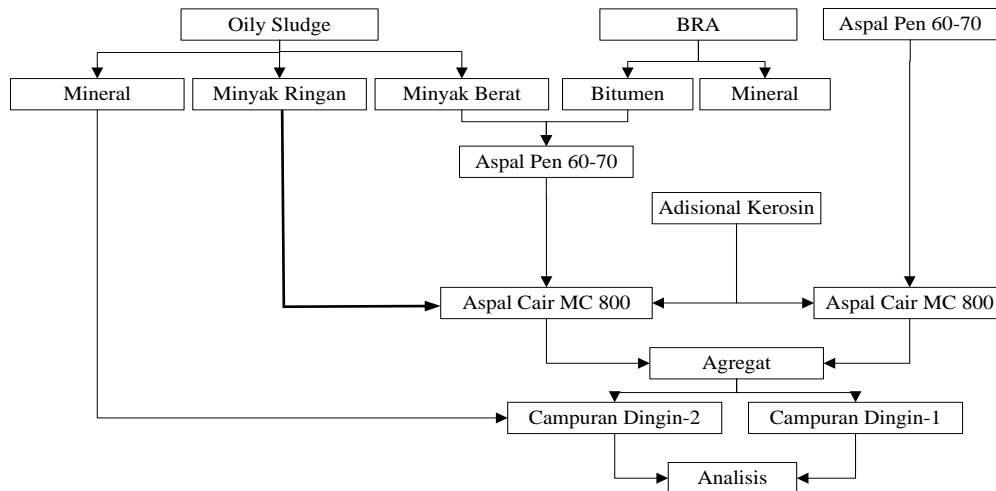 Oily Sludge
BRA
Aspal Pen 60-70
Mineral
Minyak Ringan
Minyak Berat
Bitumen
Mineral
Aspal Pen 60-70
Adisional Kerosin
Aspal Cair MC 800
Aspal Cair MC 800
Agregat
Campuran Dingin-2
Campuran Dingin-1
Analisis